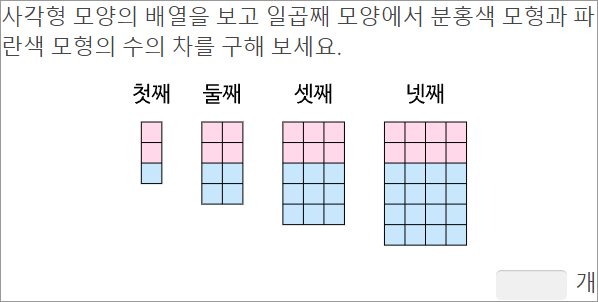 사각형 모양의 배열을 보고 일곱째 모양에서 분홍색 모형과 파
란색 모형의 수의 차를 구해 보세요.
첫째 둘째 셋째 넷째
개